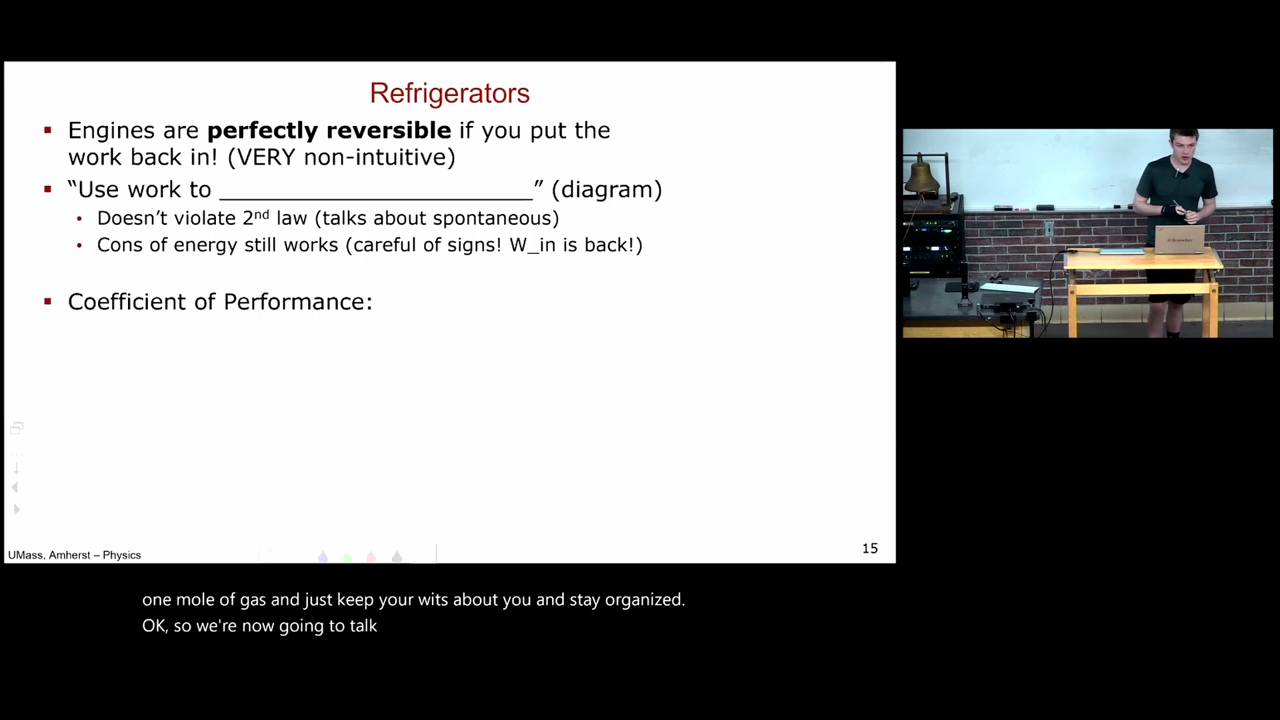 Refrigerators
▪ Engines are perfectly reversible if you put the
work back in! (VERY non-intuitive)
▪ “Use work to ____________________________” (diagram)
• Doesn’t violate 2nd law (talks about spontaneous)
• Cons of energy still works (careful of signs! W_in is back!)
▪ Coefficient of Performance:
UMass, Amherst – Physics
15
one mole of gas and just keep your wits about you and stay organized.
OK, so we're now going to talk